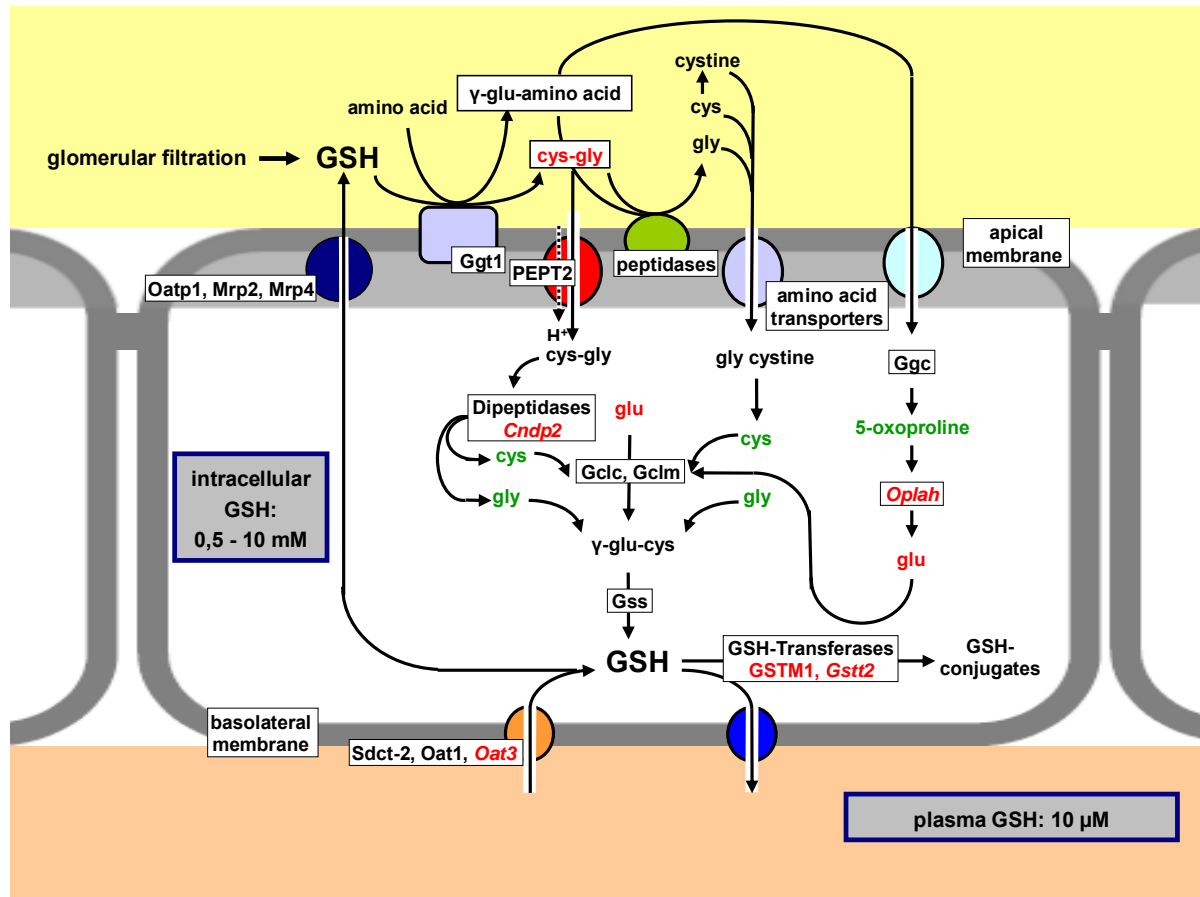 cystine
γ-glu-amino acid
amino acid
cys
gly
glomerular filtration
GSH
cys-gly
apical
membrane
Ggt1
PEPT2
peptidases
Oatp1, Mrp2, Mrp4
amino acid
transporters
H+
cys-gly
gly cystine
Ggc
Dipeptidases
Cndp2
glu
5-oxoproline
cys
cys
intracellular
GSH:
0,5 - 10 mM
Gclc, Gclm
gly
gly
Oplah
γ-glu-cys
glu
Gss
GSH
GSH-Transferases
GSTM1, Gstt2
GSH-
conjugates
basolateral
membrane
Sdct-2, Oat1, Oat3
plasma GSH: 10 µM